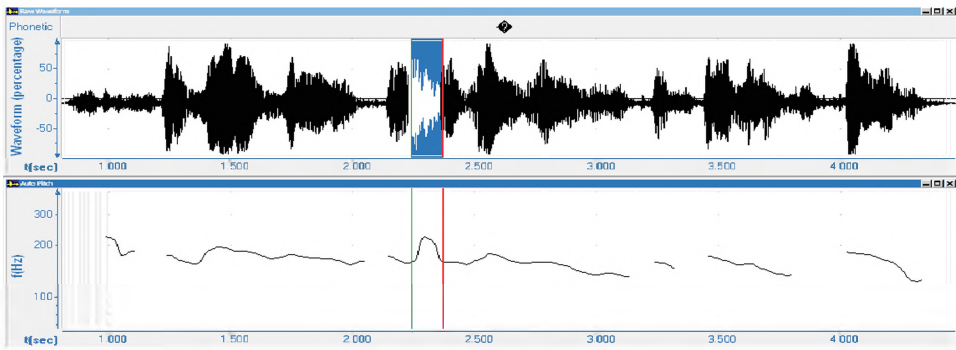 Raw Waveform
Phonetic
Waveform (percentage)
50
0
-50
t[sec] 1.000 1.500 2.000 2.500 3.000 3.500 4.000
Auto Pitch
f(Hz)
300
200
100
t[sec] 1.000 1.500 2.000 2.500 3.000 3.500 4.000